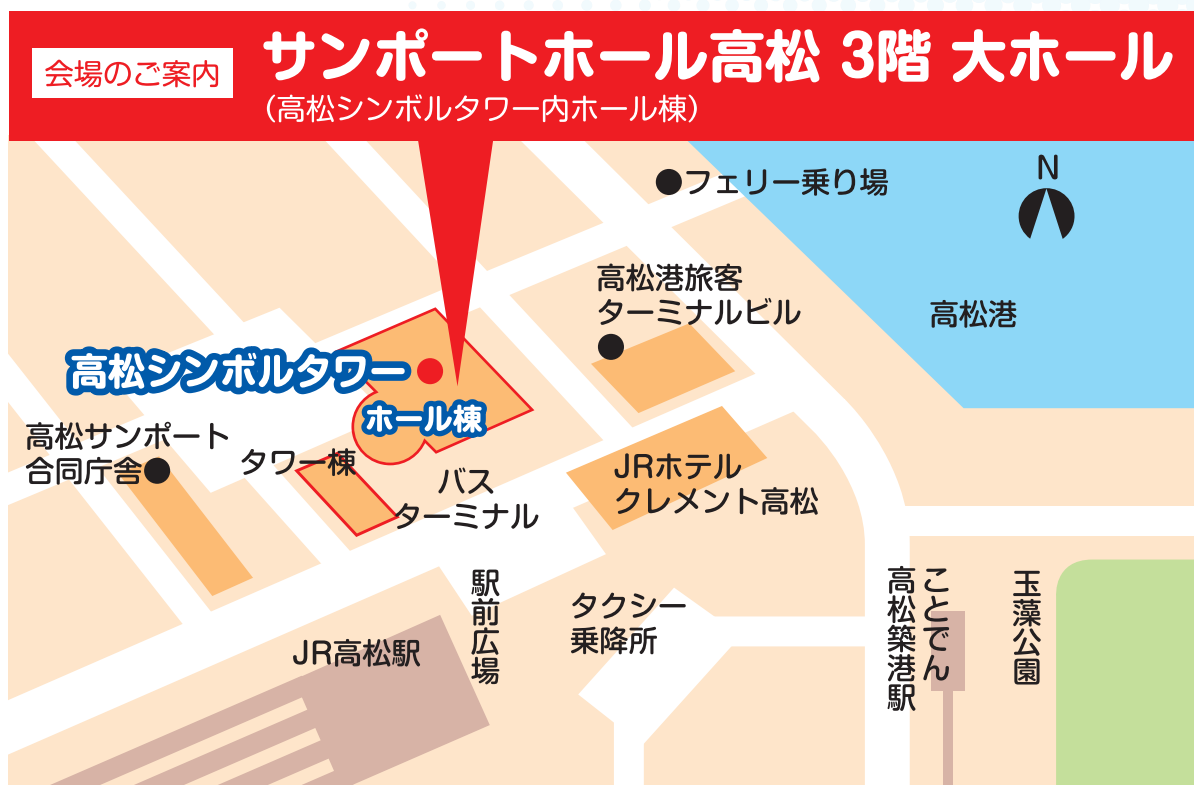 会場のご案内
サンポートホール高松 3階 大ホール
(高松シンボルタワー内ホール棟)
N
●フェリー乗り場
高松港旅客
ターミナルビル
高松港
高松シンボルタワー
ホール棟
高松サンポート
合同庁舎●
タワー棟
バス
ターミナル
JRホテル
クレメント高松
駅前広場
タクシー
乗降所
JR高松駅
ことでん
高松築港駅
玉藻公園